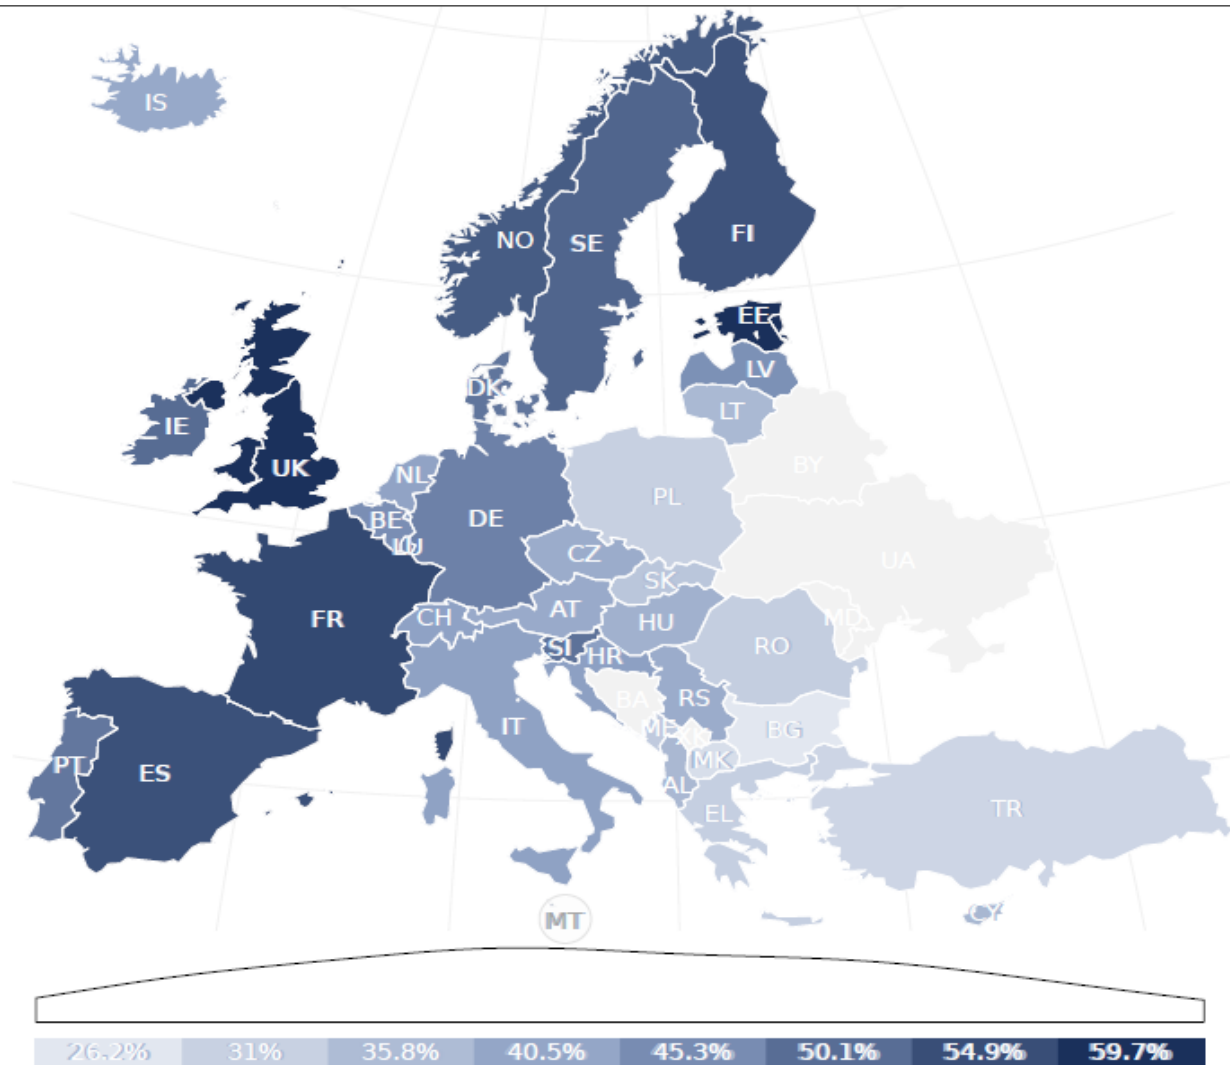 IS
NO
SE
FI
EE
LV
LT
DK
IE
UK
NL
BE
LU
DE
PL
BY
UA
CZ
SK
FR
CH
AT
HU
MD
SI
HR
RO
BA
RS
ME
XK
BG
MK
IT
AL
EL
PT
ES
TR
CY
MT
26.2% 31% 35.8% 40.5% 45.3% 50.1% 54.9% 59.7%